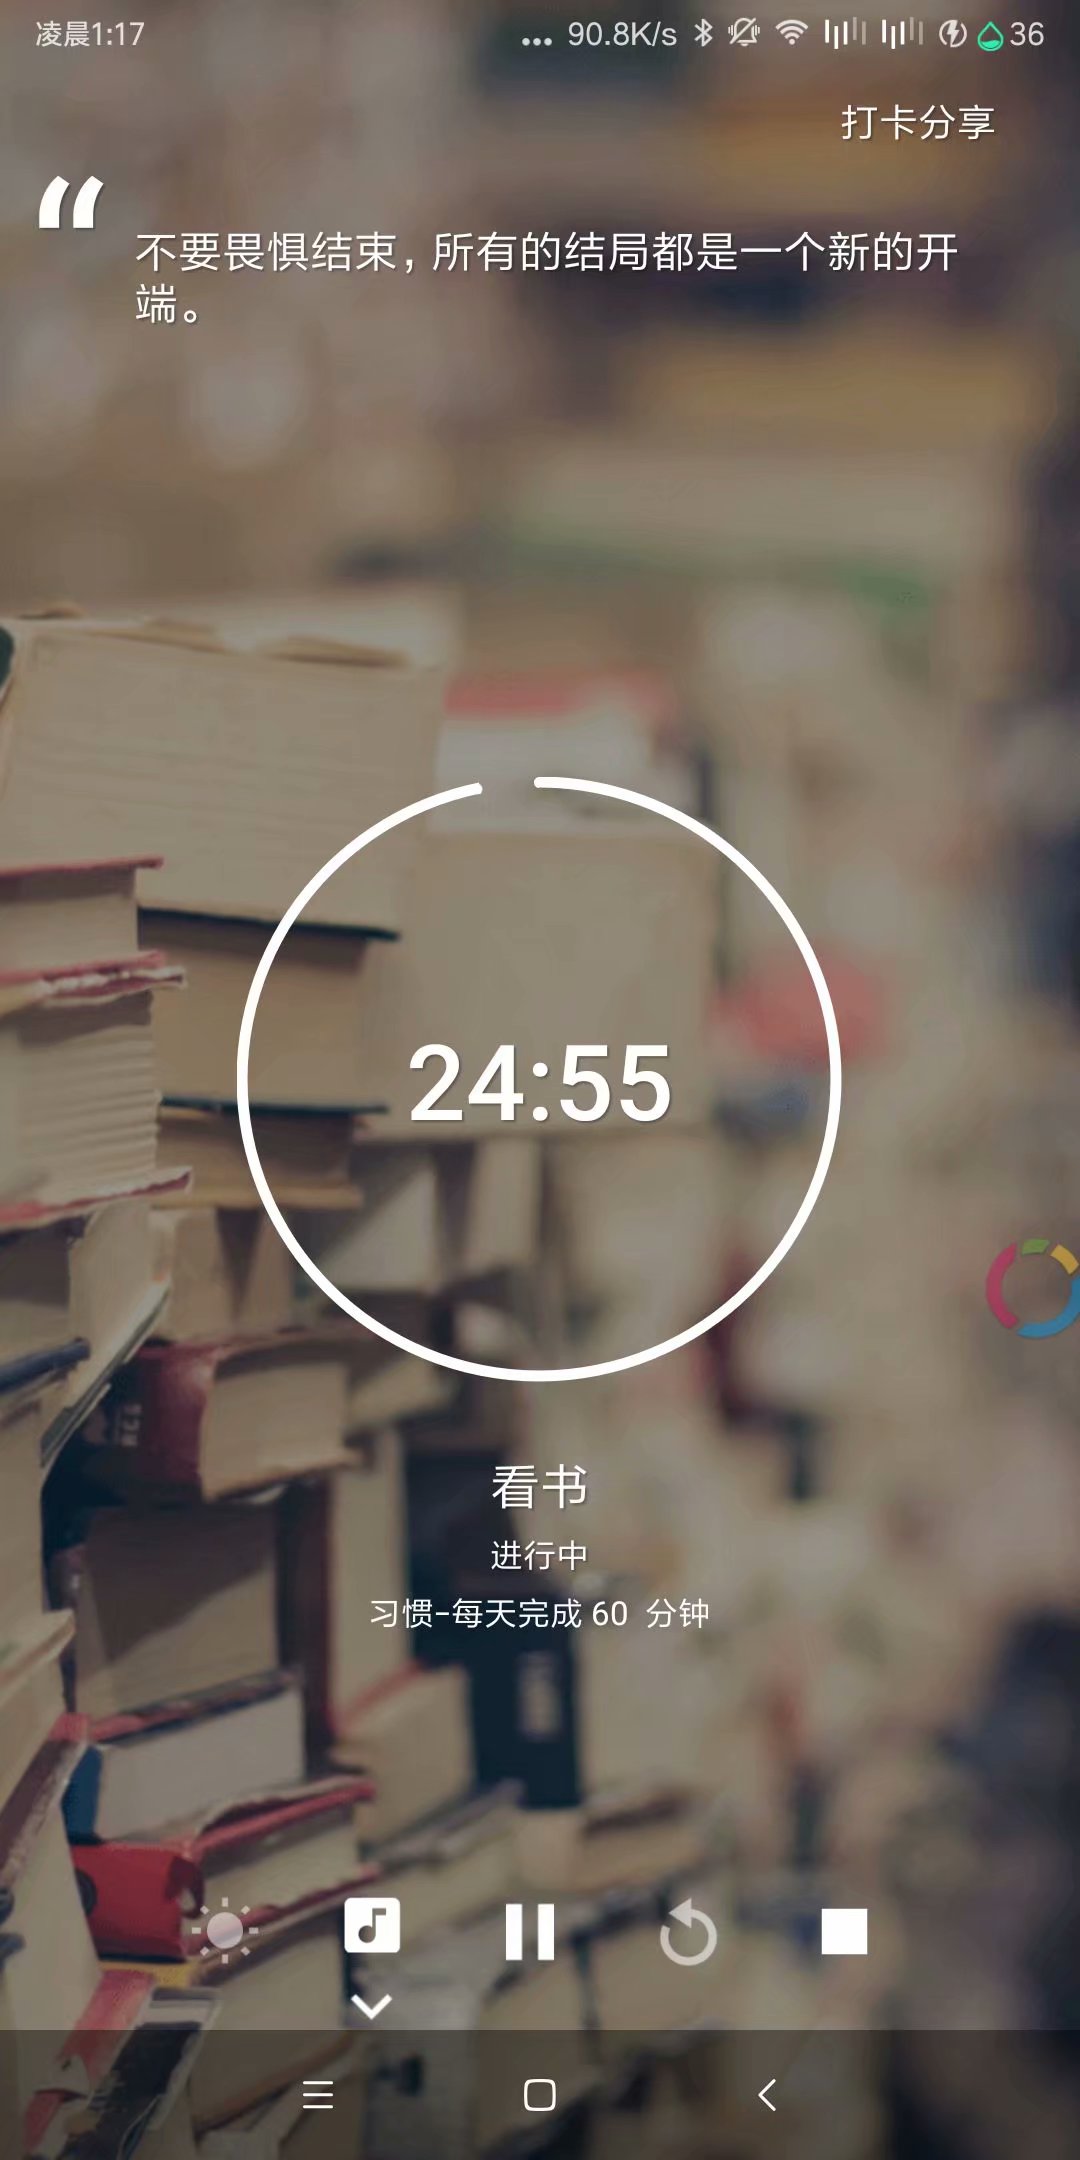 凌晨1:17
... 90.8K/s 36
打卡分享
“
不要畏惧结束，所有的结局都是一个新的开
端。
24:55
看书
进行中
习惯-每天完成 60 分钟